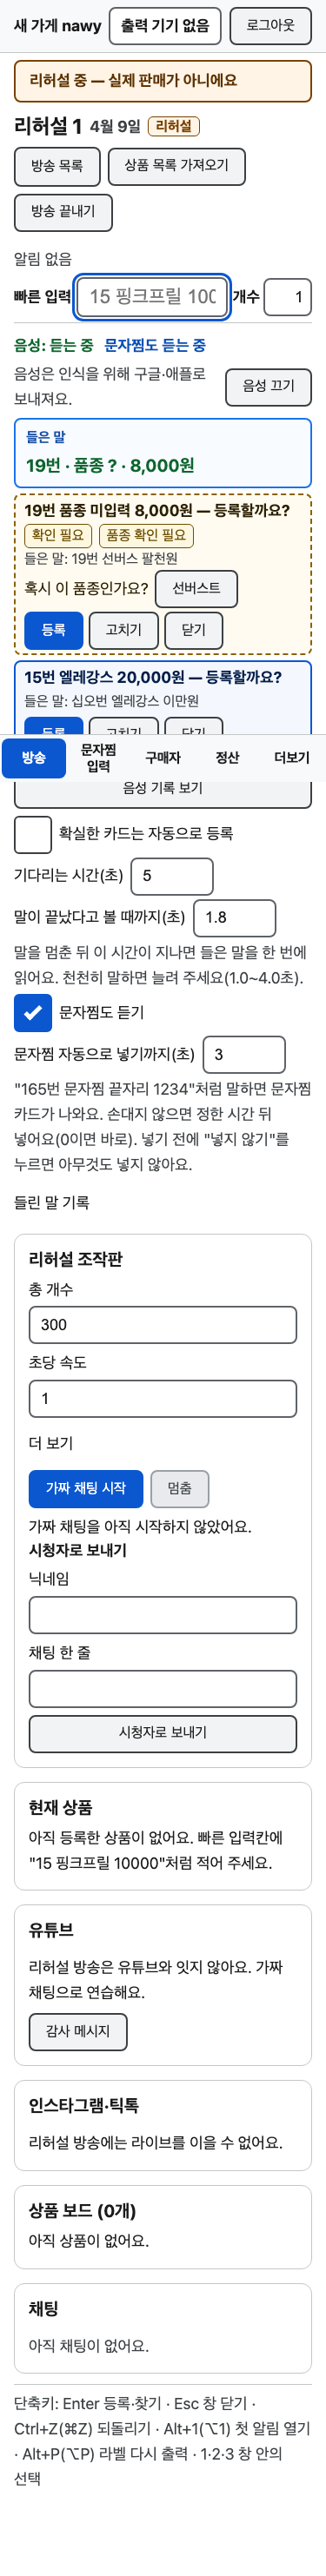 새 가게 nawy 출력 기기 없음 로그아웃
리허설 중 — 실제 판매가 아니에요
리허설 1 4월 9일 리허설
방송 목록 상품 목록 가져오기
방송 끝내기
알림 없음
빠른 입력 15 핑크프릴 100 개수 1
음성: 듣는 중 문자찜도 듣는 중
음성은 인식을 위해 구글·애플로
보내져요. 음성 끄기
들은 말
19번 · 품종 ? · 8,000원
19번 품종 미입력 8,000원 — 등록할까요?
확인 필요 품종 확인 필요
들은 말: 19번 선버스 팔천원
혹시 이 품종인가요? 선버스트
등록 고치기 닫기
15번 엘레강스 20,000원 — 등록할까요?
들은 말: 십오번 엘레강스 이만원
등록 고치기 닫기
방송 문자찜 구매자 정산 더보기
입력
음성 기록 보기
확실한 카드는 자동으로 등록
기다리는 시간(초) 5
말이 끝났다고 볼 때까지(초) 1.8
말을 멈춘 뒤 이 시간이 지나면 들은 말을 한 번에
읽어요. 천천히 말하면 늘려 주세요(1.0~4.0초).
문자찜도 듣기
문자찜 자동으로 넣기까지(초) 3
"165번 문자찜 끝자리 1234"처럼 말하면 문자찜
카드가 나와요. 손대지 않으면 정한 시간 뒤
넣어요(0이면 바로). 넣기 전에 "넣지 않기"를
누르면 아무것도 넣지 않아요.
들린 말 기록
리허설 조작판
총 개수
300
초당 속도
1
더 보기
가짜 채팅 시작 멈춤
가짜 채팅을 아직 시작하지 않았어요.
시청자로 보내기
닉네임
채팅 한 줄
시청자로 보내기
현재 상품
아직 등록한 상품이 없어요. 빠른 입력칸에
"15 핑크프릴 10000"처럼 적어 주세요.
유튜브
리허설 방송은 유튜브와 잇지 않아요. 가짜
채팅으로 연습해요.
감사 메시지
인스타그램·틱톡
리허설 방송에는 라이브를 이을 수 없어요.
상품 보드 (0개)
아직 상품이 없어요.
채팅
아직 채팅이 없어요.
단축키: Enter 등록·찾기 · Esc 창 닫기 ·
Ctrl+Z(⌘Z) 되돌리기 · Alt+1(⌥1) 첫 알림 열기
· Alt+P(⌥P) 라벨 다시 출력 · 1·2·3 창 안의
선택